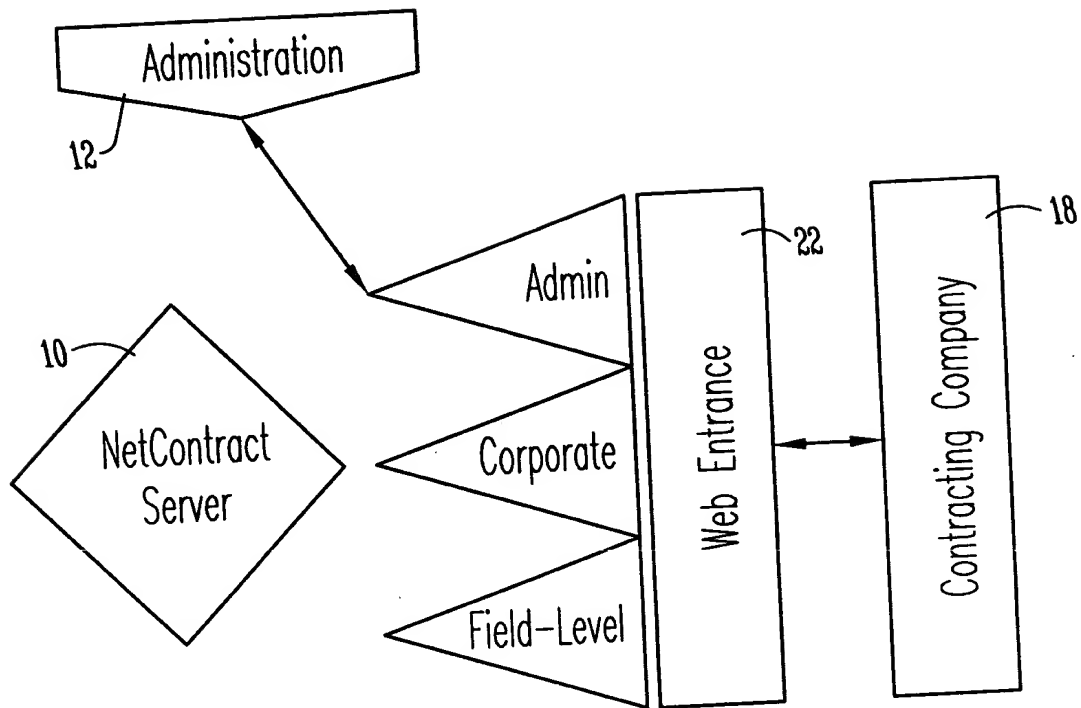 Administration
12
Admin
22
18
10
NetContract
Server
Corporate
Web Entrance
Contracting Company
Field-Level